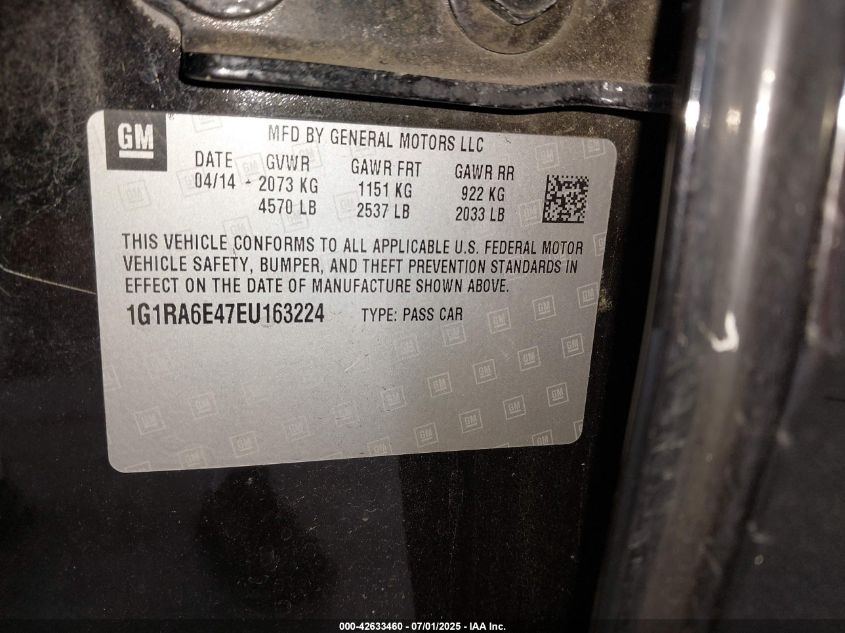 GM
MFD BY GENERAL MOTORS LLC
DATE GVWR GAWR FRT GAWR RR
04/14 - 2073 KG 1151 KG 922 KG
4570 LB 2537 LB 2033 LB
THIS VEHICLE CONFORMS TO ALL APPLICABLE U.S. FEDERAL MOTOR
VEHICLE SAFETY, BUMPER, AND THEFT PREVENTION STANDARDS IN
EFFECT ON THE DATE OF MANUFACTURE SHOWN ABOVE.
1G1RA6E47EU163224 TYPE: PASS CAR
000-42633460 - 07/01/2025 - IAA Inc.